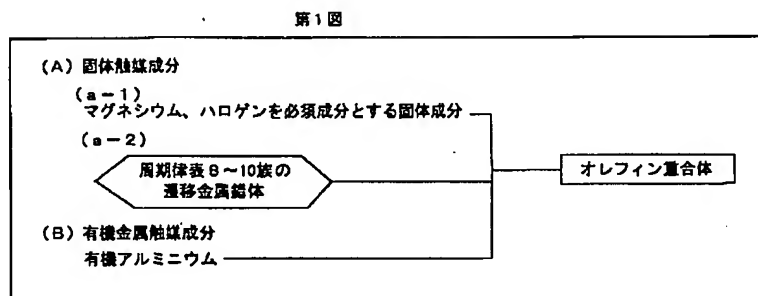 第1図
(A) 固体触媒成分
(a-1)
マグネシウム、ハロゲンを必須成分とする固体成分
(a-2)
周期律表8~10族の
遷移金属錯体
オレフィン重合体
(B) 有機金属触媒成分
有機アルミニウム